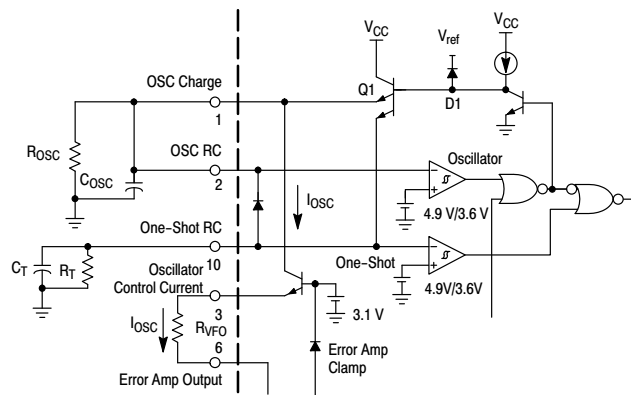 VCC
VCC
Vref
OSC Charge
Q1
D1
1
ROSC
COSC
OSC RC
2
Oscillator
IOSC
4.9 V/3.6 V
One-Shot RC
CT
RT
10
One-Shot
Oscillator
Control Current
3
4.9V/3.6V
3.1 V
IOSC
RVFO
6
Error Amp
Clamp
Error Amp Output